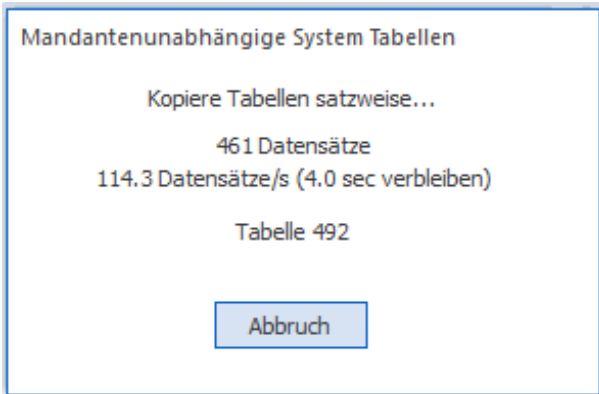 Mandantenunabhängige System Tabellen
Kopiere Tabellen satzweise...
461 Datensätze
114.3 Datensätze/s (4.0 sec verbleiben)
Tabelle 492
Abbruch